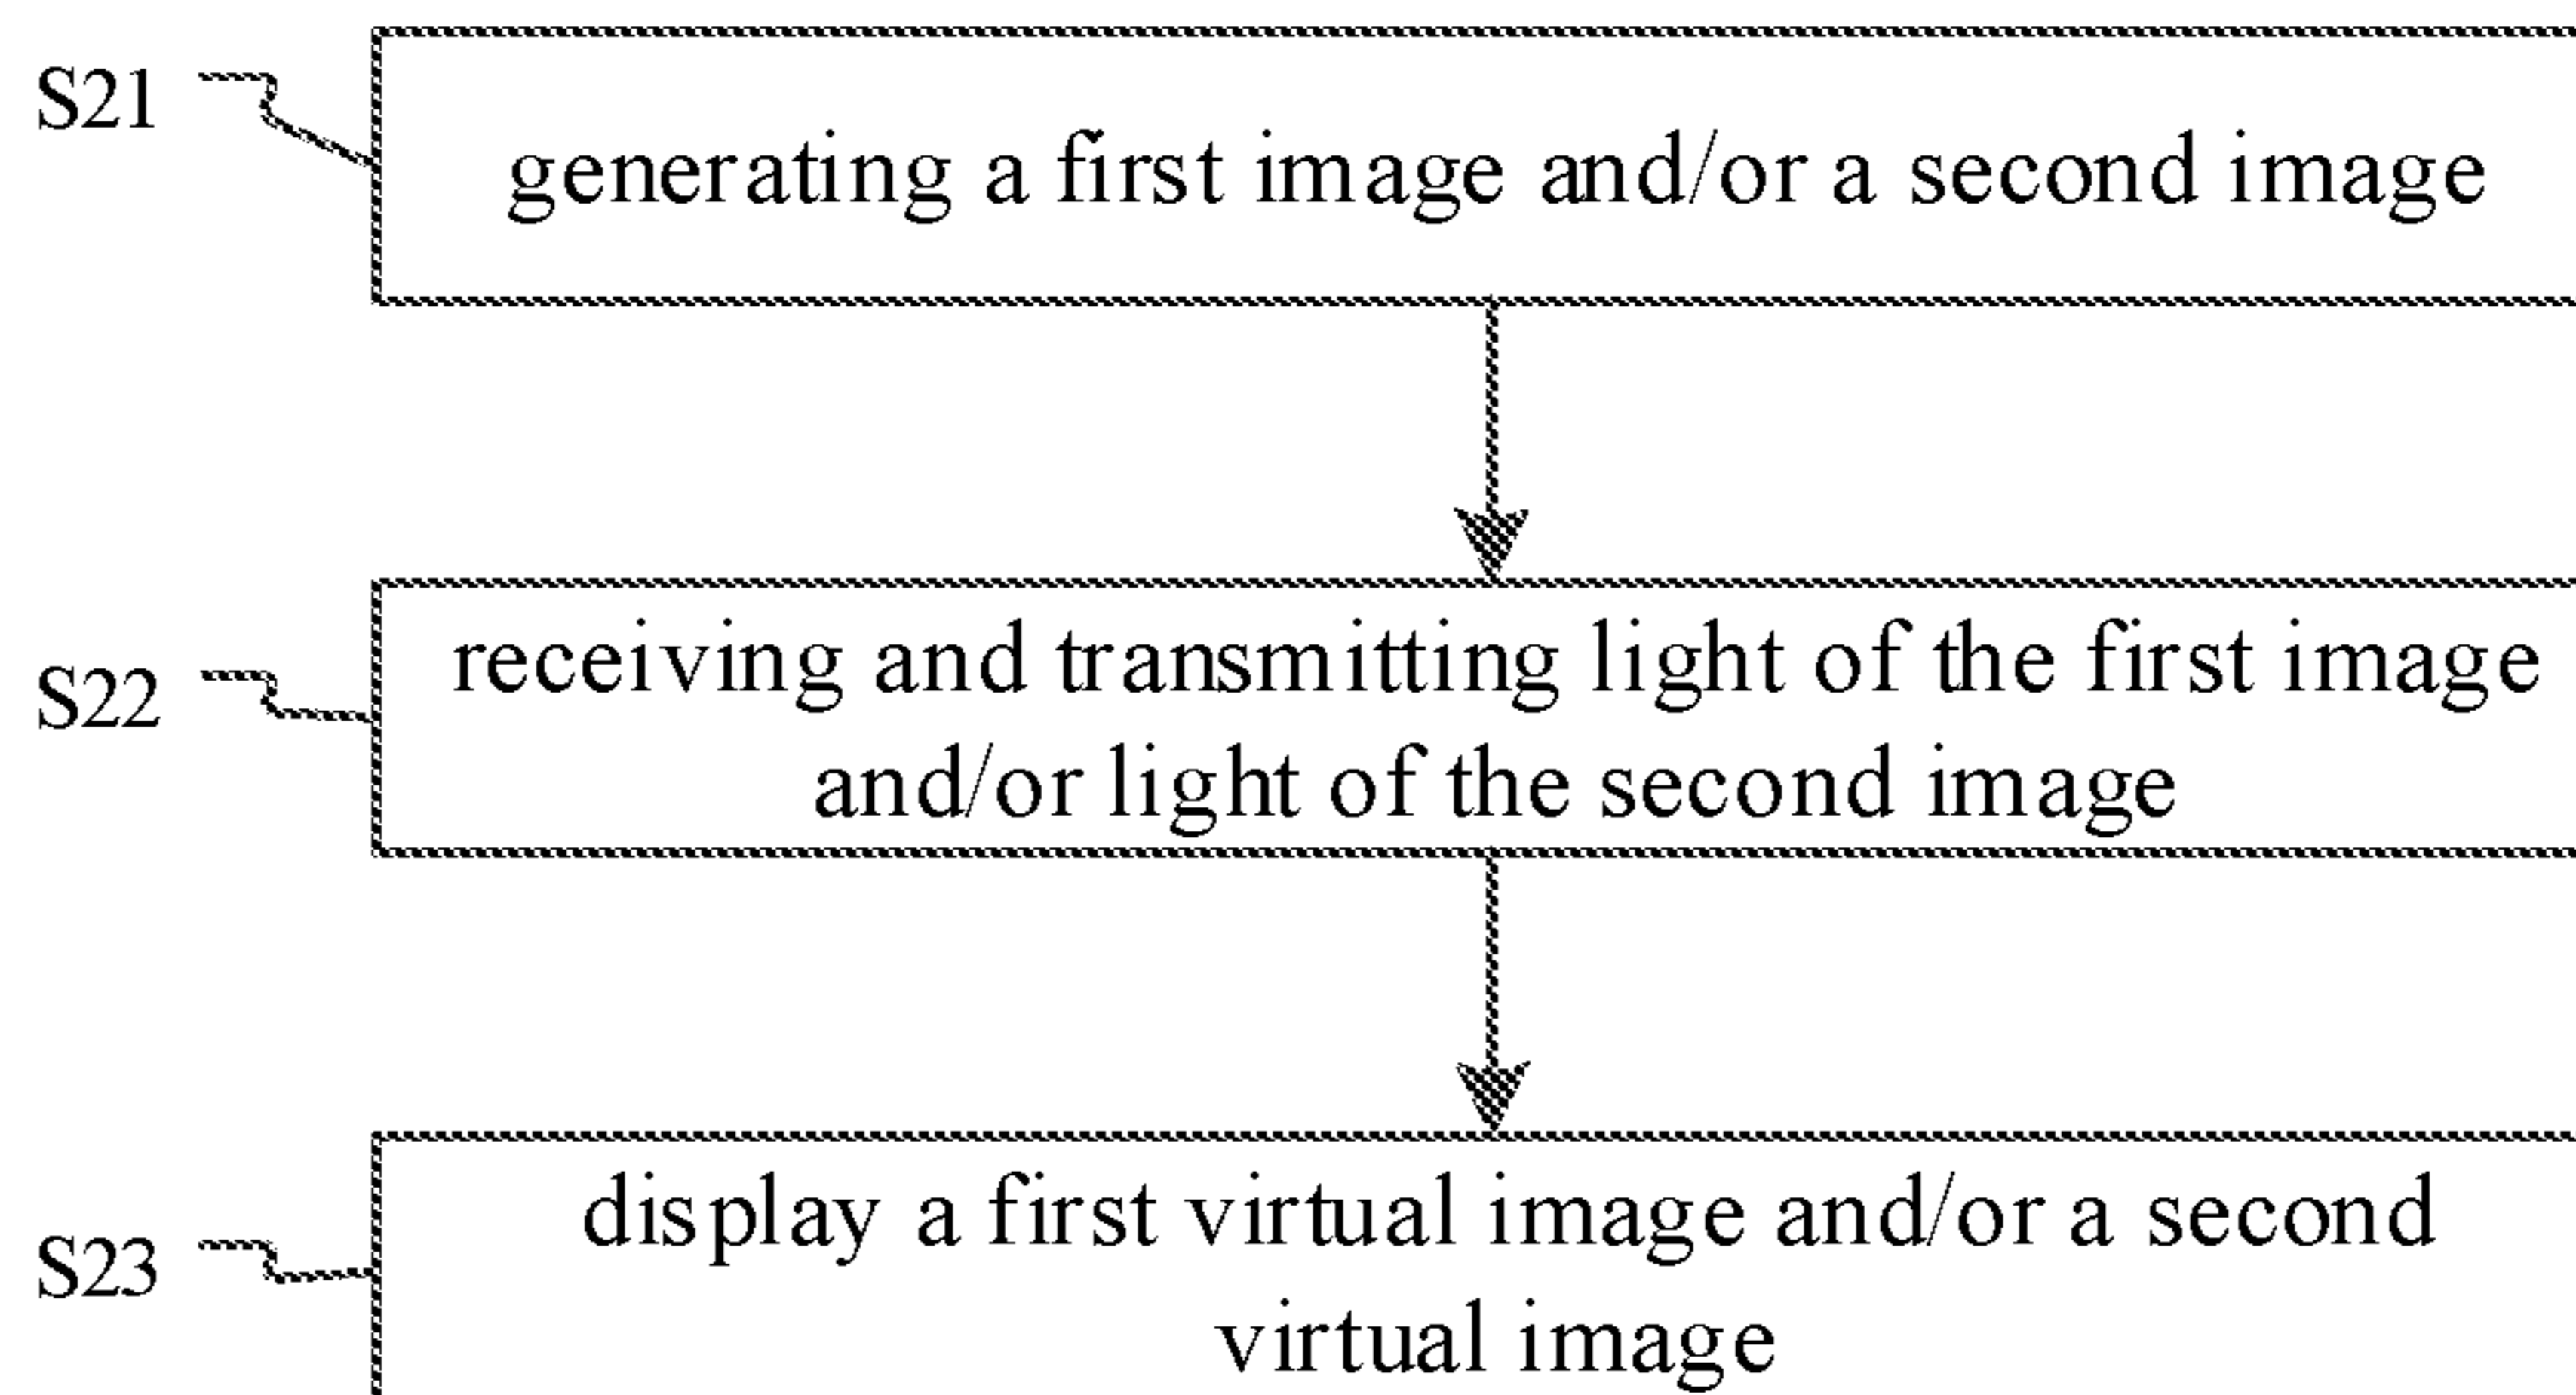 S21
generating a first image and/or a second image
S22
receiving and transmitting light of the first image
and/or light of the second image
S23
display a first virtual image and/or a second
virtual image